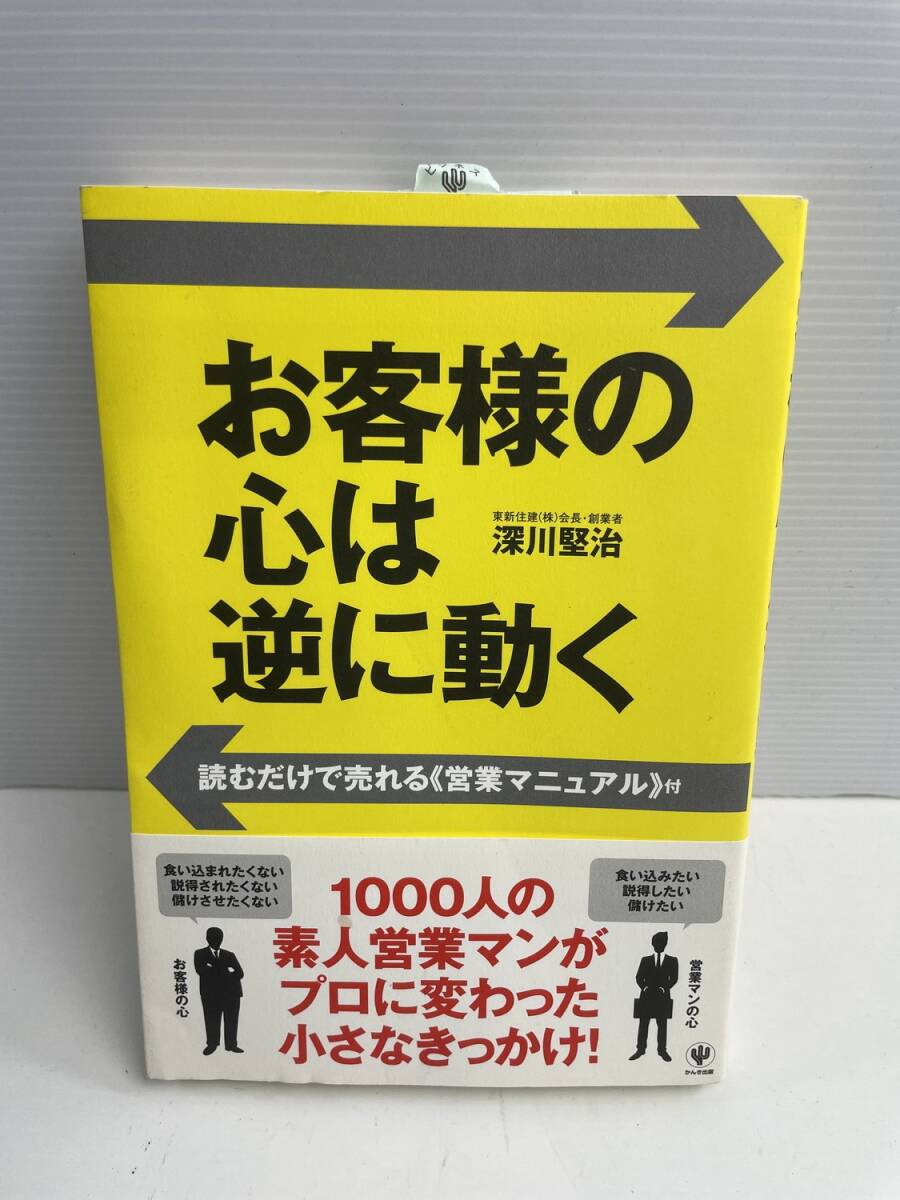 お客様の
心は
逆に動く
東新住建(株)会長・創業者
深川堅治
読むだけで売れる《営業マニュアル》付
食い込まれたくない
説得されたくない
儲けさせたくない
お客様の心
1000人の
素人営業マンが
プロに変わった
小さなきっかけ!
食い込みたい
説得したい
儲けたい
営業マンの心
かんき出版